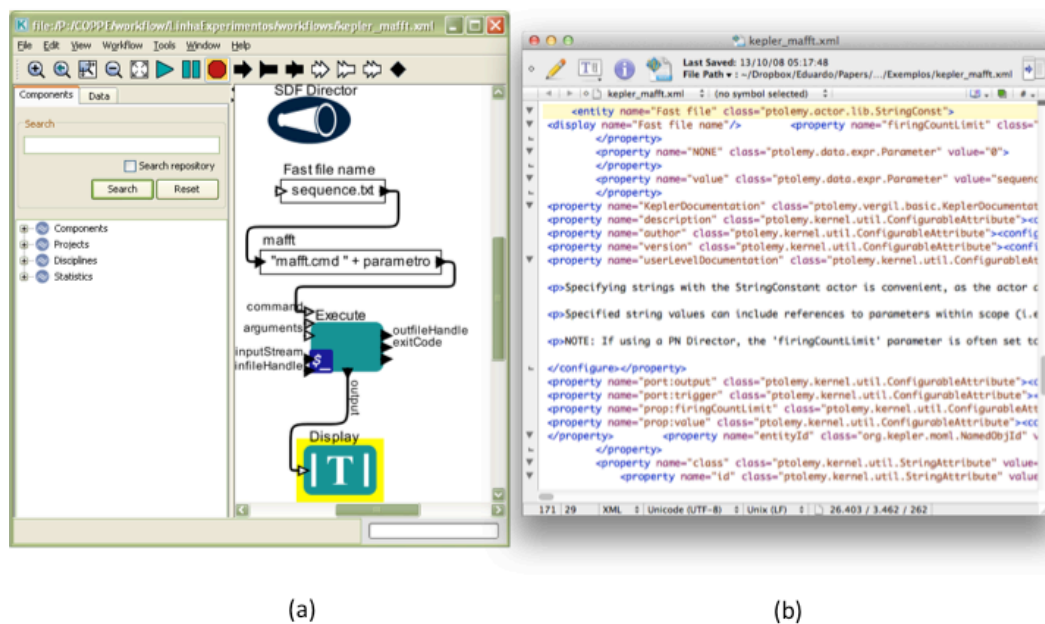 file:/P:/COPPE/workflow/LinhaExperimentos/workflows/kepler_mafft.xml
File Edit View Workflow Tools Window Help
Components Data
Search
Search repository
Search Reset
Components
Projects
Disciplines
Statistics
SDF Director
Fast file name
sequence.txt
mafft
"mafft.cmd " + parametro
command
Execute
arguments
outfileHandle
exitCode
inputStream
infileHandle
$_
output
Display
T
kepler_mafft.xml
Last Saved: 13/10/08 05:17:48
File Path ▾ : ~/Dropbox/Eduardo/Papers/.../Exemplos/kepler_mafft.xml
kepler_mafft.xml (no symbol selected)
<entity name="Fast file" class="ptolemy.actor.lib.StringConst">
<display name="Fast file name"/> <property name="firingCountLimit" class="
</property>
<property name="NONE" class="ptolemy.data.expr.Parameter" value="0">
</property>
<property name="value" class="ptolemy.data.expr.Parameter" value="sequenc
</property>
<property name="KeplerDocumentation" class="ptolemy.vergil.basic.KeplerDocumentat
<property name="description" class="ptolemy.kernel.util.ConfigurableAttribute"><c
<property name="author" class="ptolemy.kernel.util.ConfigurableAttribute"><config
<property name="version" class="ptolemy.kernel.util.ConfigurableAttribute"><confi
<property name="userLevelDocumentation" class="ptolemy.kernel.util.ConfigurableAt
<p>Specifying strings with the StringConstant actor is convenient, as the actor a
<p>Specified string values can include references to parameters within scope (i.e
<p>NOTE: If using a PN Director, the 'firingCountLimit' parameter is often set to
</configure></property>
<property name="port:output" class="ptolemy.kernel.util.ConfigurableAttribute"><c
<property name="port:trigger" class="ptolemy.kernel.util.ConfigurableAttribute"><
<property name="prop:firingCountLimit" class="ptolemy.kernel.util.ConfigurableAtt
<property name="prop:value" class="ptolemy.kernel.util.ConfigurableAttribute"><co
</property> <property name="entityId" class="org.kepler.moml.NamedObjId" v
</property>
<property name="class" class="ptolemy.kernel.util.StringAttribute" value=
<property name="id" class="ptolemy.kernel.util.StringAttribute" value
171 29 XML Unicode (UTF-8) Unix (LF) 26.403 / 3.462 / 262
(a)
(b)